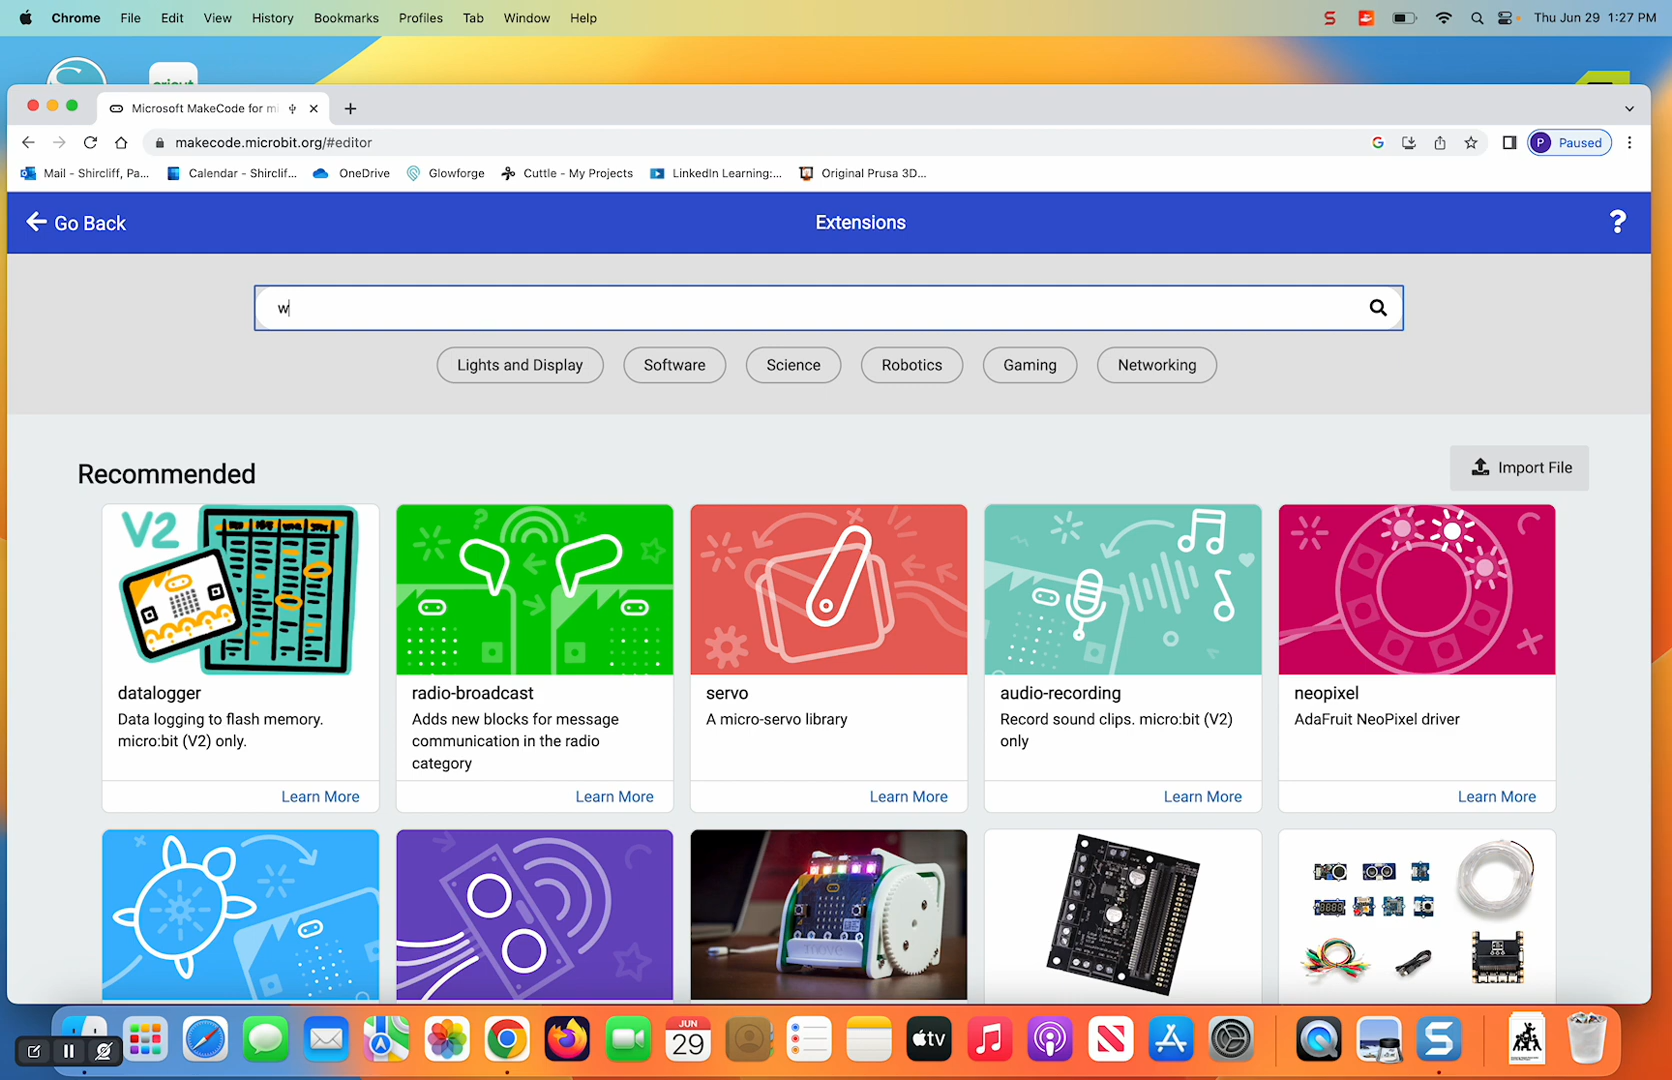 Chrome File Edit View History Bookmarks Profiles Tab Window Help
Thu Jun 29 1:27 PM
cricut
Microsoft MakeCode for mi
makecode.microbit.org/#editor
P Paused
Mail - Shircliff, Pa... Calendar - Shirclif... OneDrive Glowforge Cuttle - My Projects LinkedIn Learning:... Original Prusa 3D...
Go Back
Extensions
?
w
Lights and Display Software Science Robotics Gaming Networking
Recommended
Import File
V2
datalogger
Data logging to flash memory.
micro:bit (V2) only.
Learn More
radio-broadcast
Adds new blocks for message
communication in the radio
category
Learn More
servo
A micro-servo library
Learn More
audio-recording
Record sound clips. micro:bit (V2)
only
Learn More
neopixel
AdaFruit NeoPixel driver
Learn More
JUN
29
tv